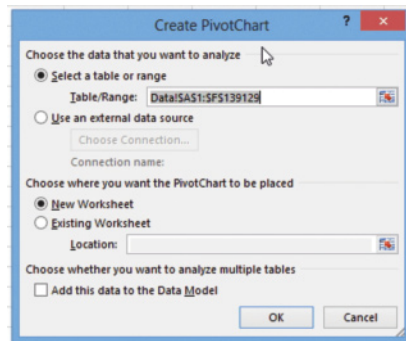 Create PivotChart ? ×
Choose the data that you want to analyze
Select a table or range
Table/Range: Data!$A$1:$F$139129
Use an external data source
Choose Connection...
Connection name:
Choose where you want the PivotChart to be placed
New Worksheet
Existing Worksheet
Location:
Choose whether you want to analyze multiple tables
Add this data to the Data Model
OK Cancel